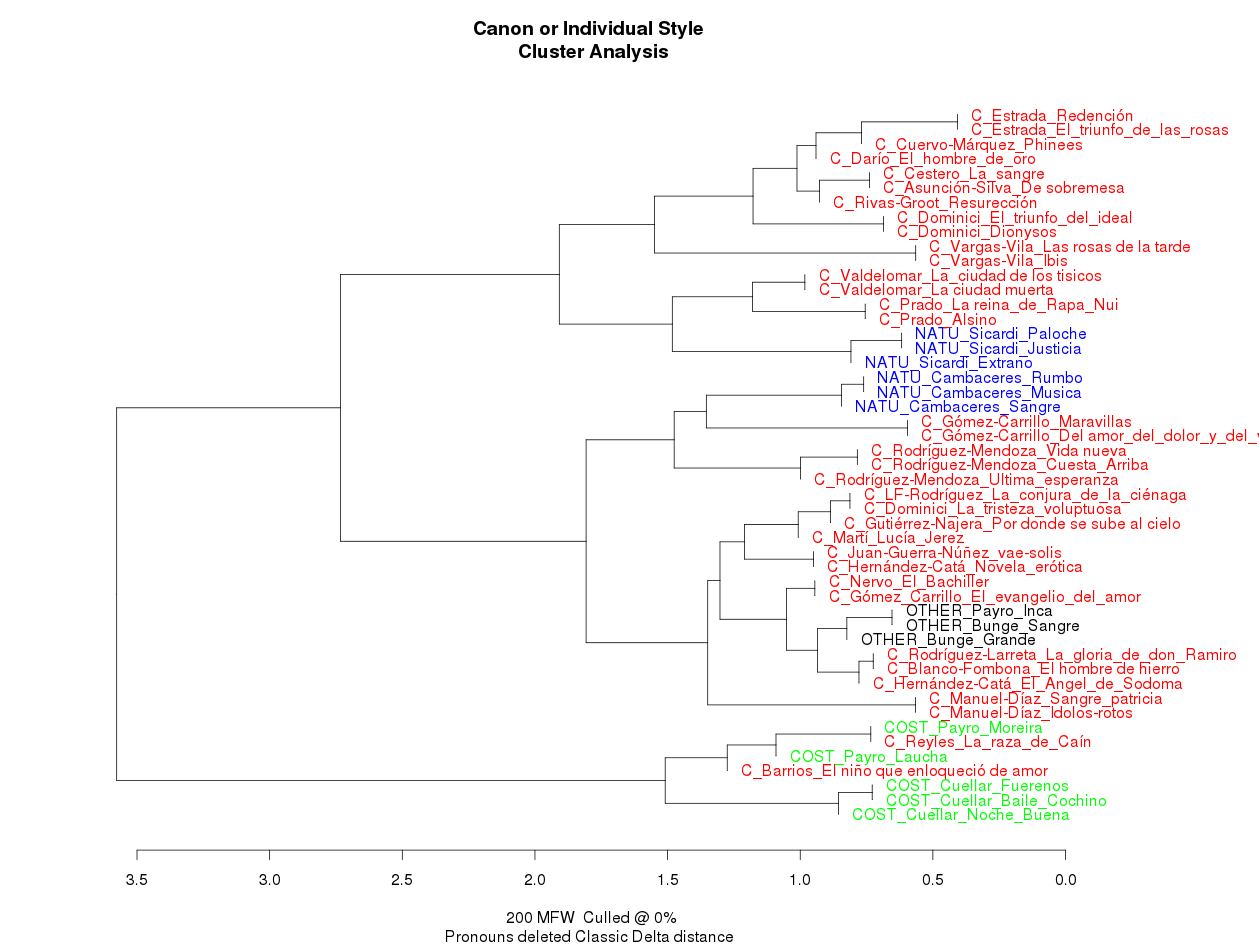 Canon or Individual Style
Cluster Analysis
C_Estrada_Redención
C_Estrada_El_triunfo_de_las_rosas
C_Cuervo-Márquez_Phinees
C_Darío_El_hombre_de_oro
C_Cestero_La_sangre
C_Asunción-Silva_De sobremesa
C_Rivas-Groot_Resurección
C_Dominici_El_triunfo_del_ideal
C_Dominici_Dionysos
C_Vargas-Vila_Las rosas de la tarde
C_Vargas-Vila_Ibis
C_Valdelomar_La_ciudad de los tisicos
C_Valdelomar_La ciudad muerta
C_Prado_La reina_de_Rapa_Nui
C_Prado_Alsino
NATU_Sicardi_Paloche
NATU_Sicardi_Justicia
NATU_Sicardi_Extrano
NATU_Cambaceres_Rumbo
NATU_Cambaceres_Musica
NATU_Cambaceres_Sangre
C_Gómez-Carrillo_Maravillas
C_Gómez-Carrillo_Del amor_del_dolor_y_del_
C_Rodríguez-Mendoza_Vida nueva
C_Rodríguez-Mendoza_Cuesta_Arriba
C_Rodríguez-Mendoza_Ultima_esperanza
C_LF-Rodríguez_La_conjura_de_la_ciénaga
C_Dominici_La_tristeza_voluptuosa
C_Gutiérrez-Najera_Por donde se sube al cielo
C_Martí_Lucía_Jerez
C_Juan-Guerra-Núñez_vae-solis
C_Hernández-Catá_Novela_erótica
C_Nervo_El_Bachiller
C_Gómez_Carrillo_El_evangelio_del_amor
OTHER_Payro_Inca
OTHER_Bunge_Sangre
OTHER_Bunge_Grande
C_Rodríguez-Larreta_La_gloria_de_don_Ramiro
C_Blanco-Fombona_El hombre de hierro
C_Hernández-Catá_El_Angel_de_Sodoma
C_Manuel-Díaz_Sangre_patricia
C_Manuel-Díaz_Idolos-rotos
COST_Payro_Moreira
C_Reyles_La_raza_de_Caín
COST_Payro_Laucha
C_Barrios_El niño que enloqueció de amor
COST_Cuellar_Fuerenos
COST_Cuellar_Baile_Cochino
COST_Cuellar_Noche_Buena
3.5 3.0 2.5 2.0 1.5 1.0 0.5 0.0
200 MFW Culled @ 0%
Pronouns deleted Classic Delta distance